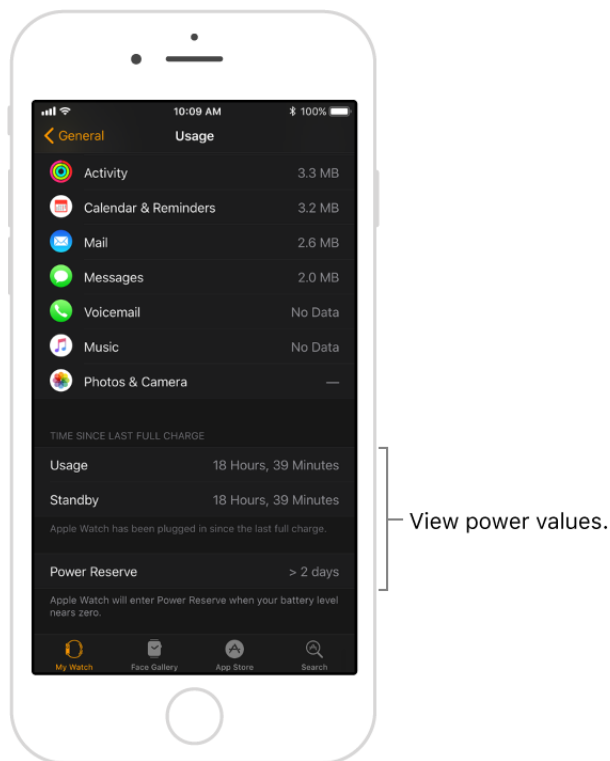 10:09 AM
100%
General
Usage
Activity 3.3 MB
Calendar & Reminders 3.2 MB
Mail 2.6 MB
Messages 2.0 MB
Voicemail No Data
Music No Data
Photos & Camera —
TIME SINCE LAST FULL CHARGE
Usage 18 Hours, 39 Minutes
Standby 18 Hours, 39 Minutes
Apple Watch has been plugged in since the last full charge.
View power values.
Power Reserve > 2 days
Apple Watch will enter Power Reserve when your battery level
nears zero.
My Watch Face Gallery App Store Search